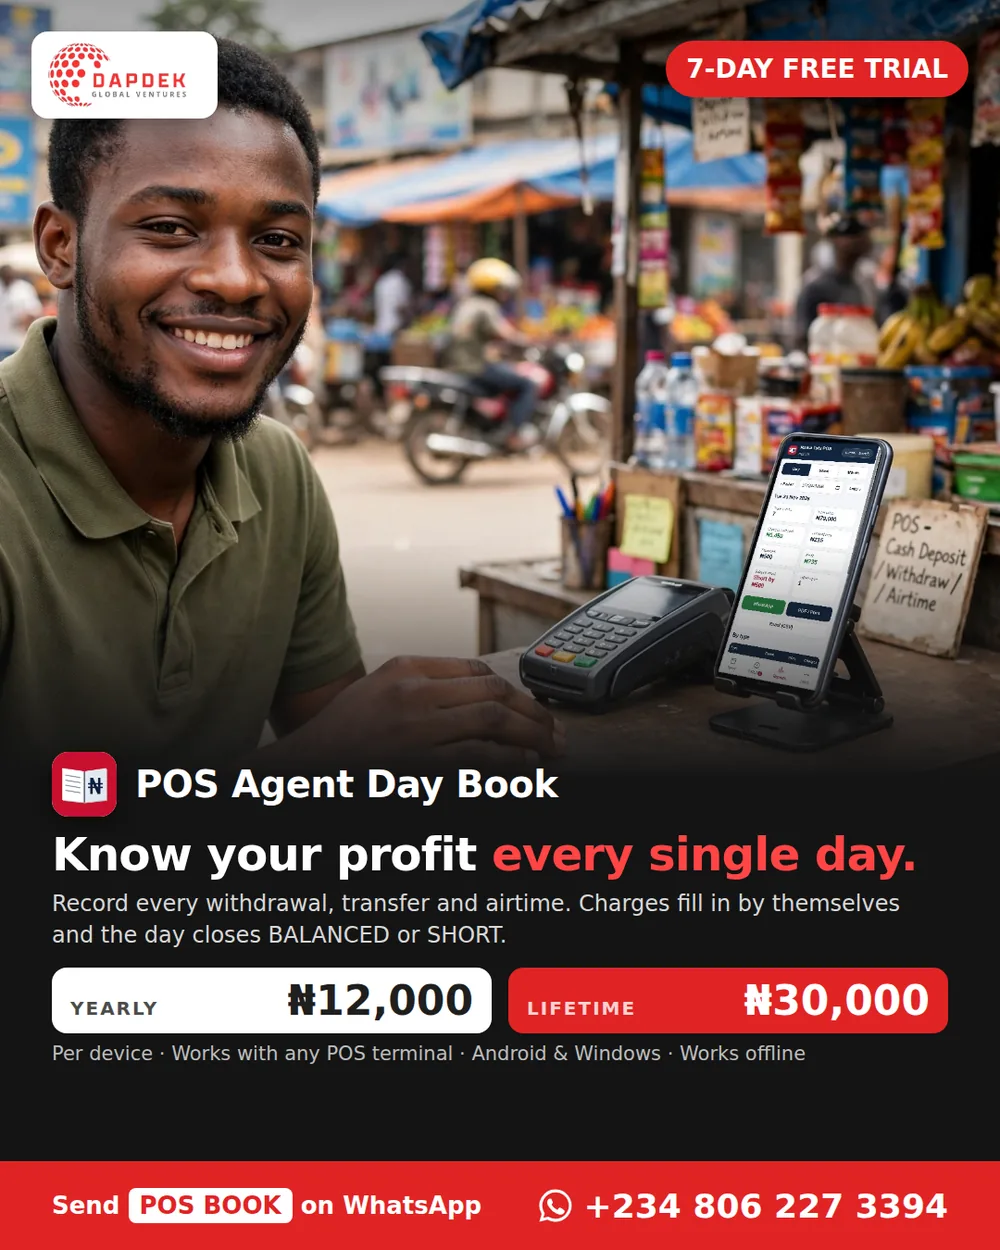 DAPDEK
GLOBAL VENTURES
7-DAY FREE TRIAL
POS -
Cash Deposit
/ Withdraw /
/ Airtime
POS Agent Day Book
Know your profit every single day.
Record every withdrawal, transfer and airtime. Charges fill in by themselves
and the day closes BALANCED or SHORT.
YEARLY ₦12,000
LIFETIME ₦30,000
Per device · Works with any POS terminal · Android & Windows · Works offline
Send POS BOOK on WhatsApp
+234 806 227 3394